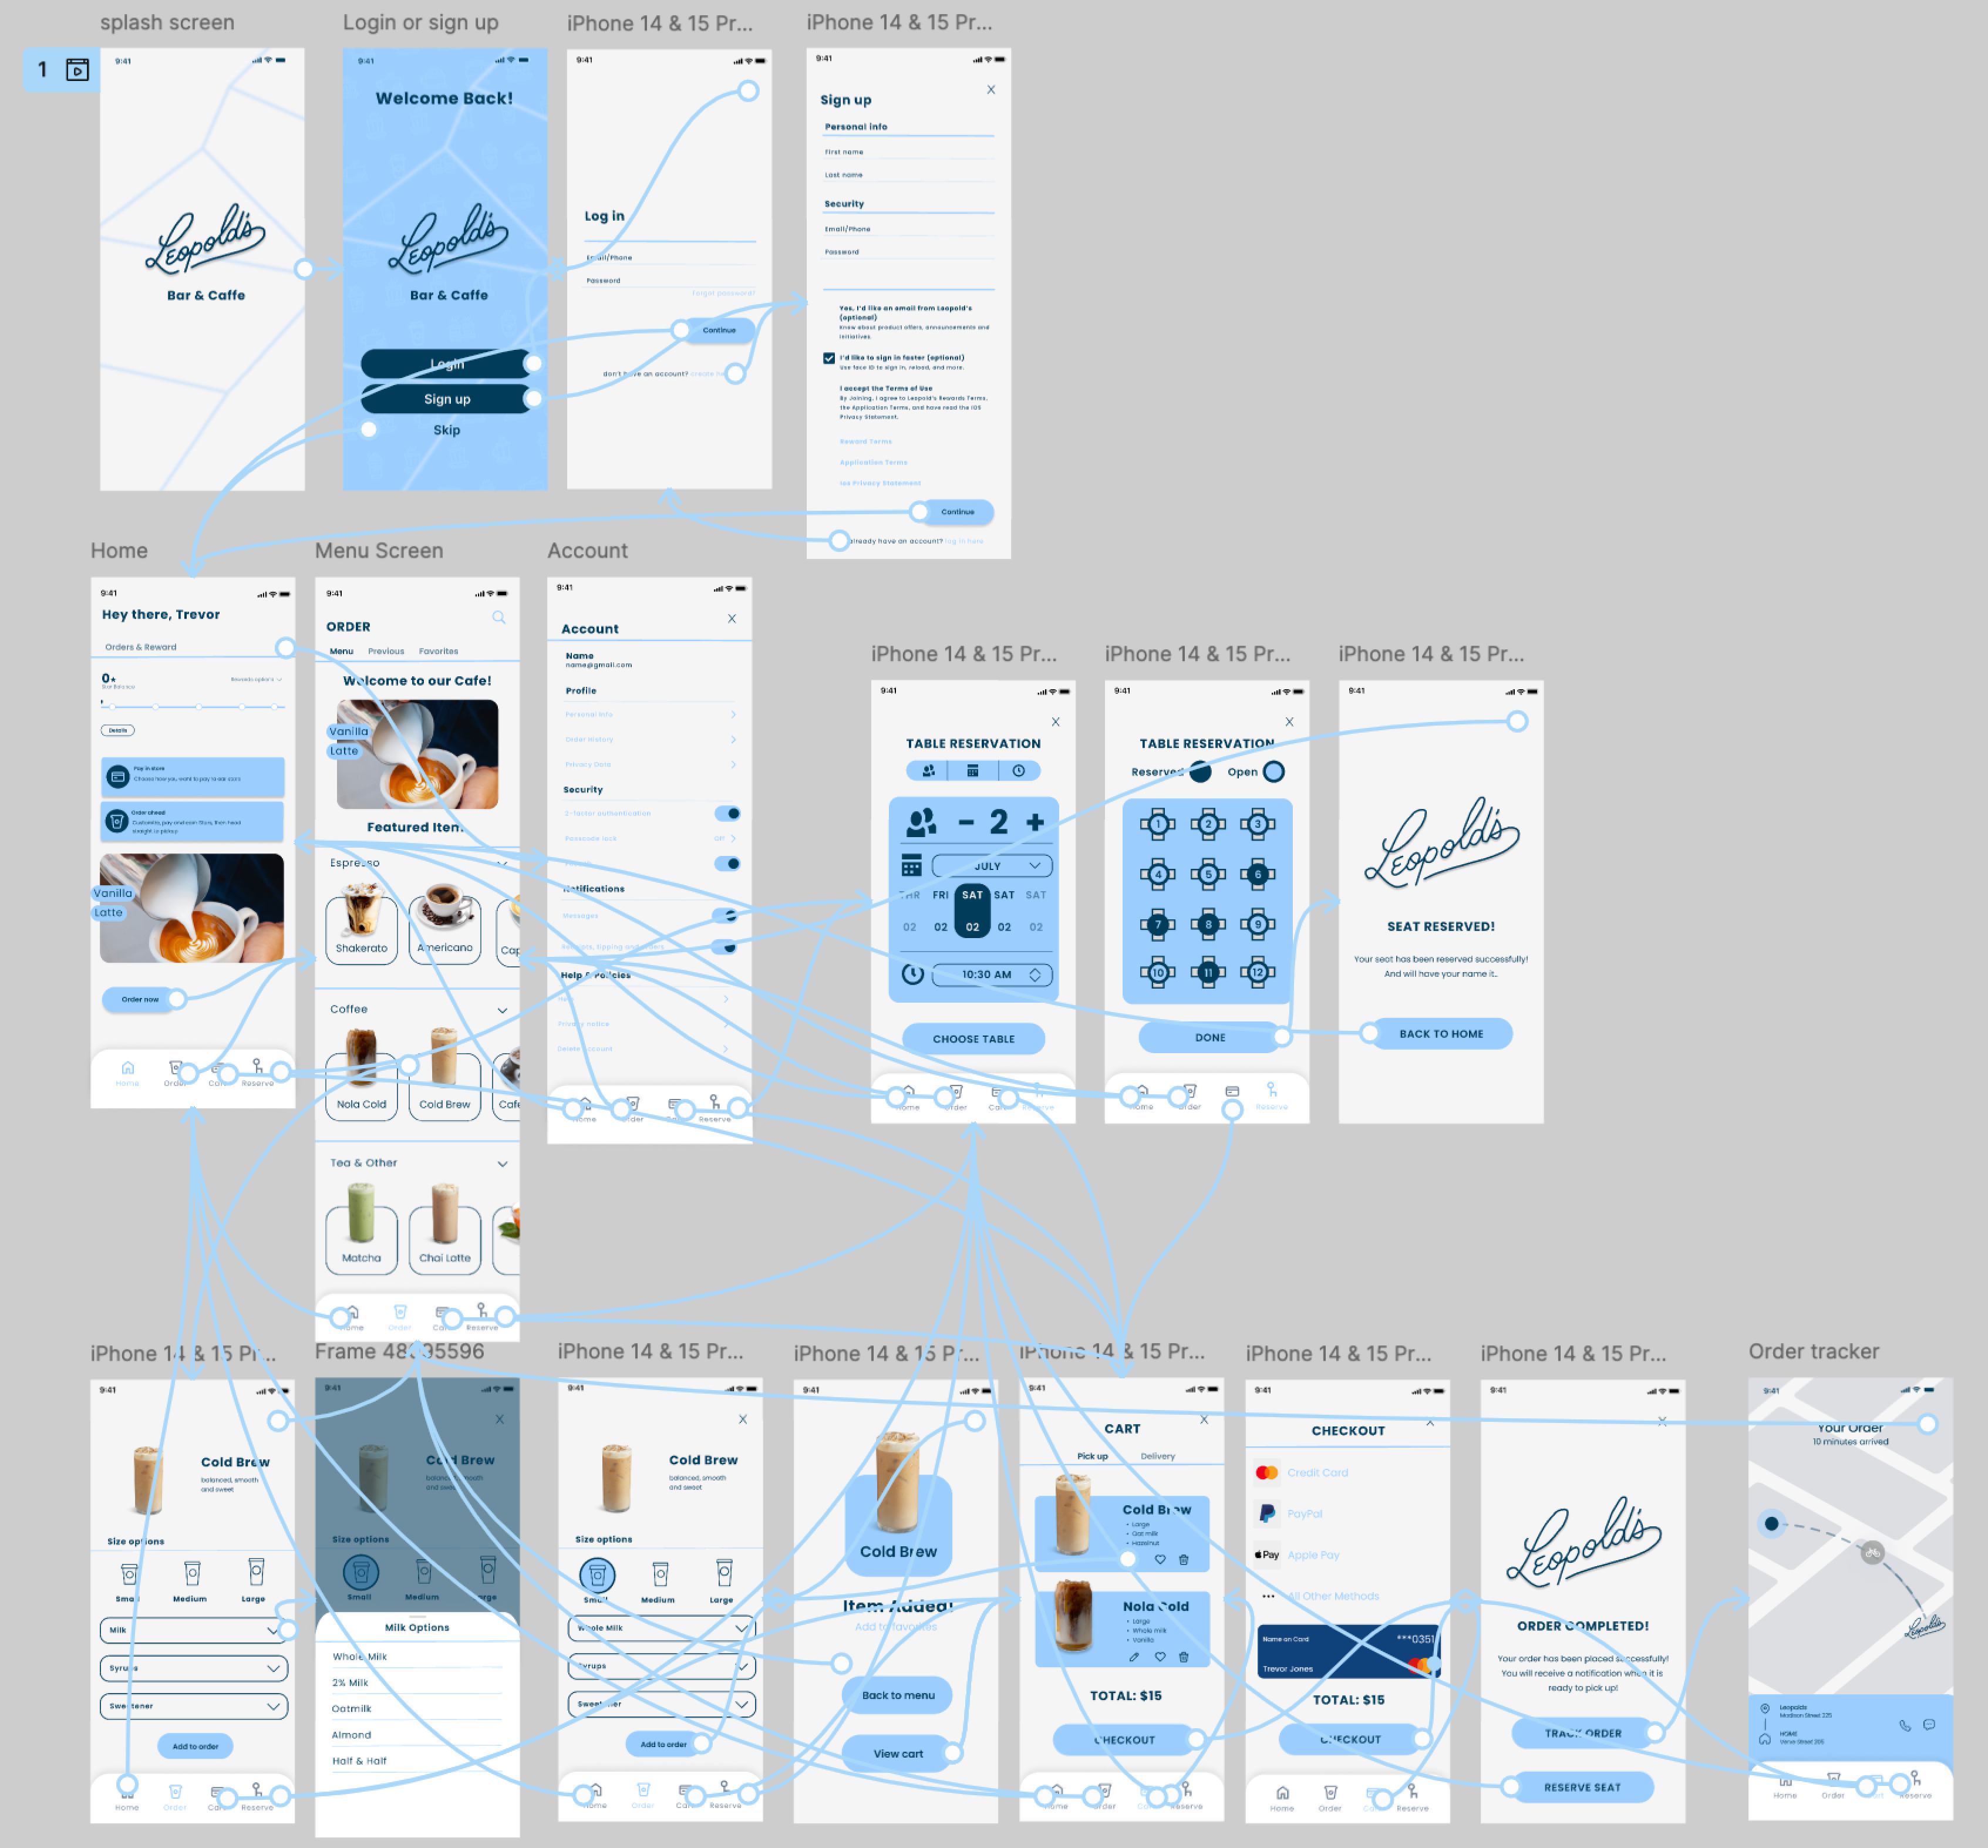 splash screen
Login or sign up
iPhone 14 & 15 Pr...
iPhone 14 & 15 Pr...
1
9:41
Leopold's
Bar & Caffe
9:41
Welcome Back!
Leopold's
Bar & Caffe
Login
Sign up
Skip
9:41
Log in
Email/Phone
Password
Forgot password?
Continue
don't have an account? create
9:41
X
Sign up
Personal info
First name
Last name
Security
Email/Phone
Password
Yes, I'd like an email from Leopold's
(optional)
Know about product offers, announcements and
initiatives
I'd like to sign in faster (optional)
Use face ID to sign in, reload, and more.
I accept the Terms of Use
By Joining, I agree to Leopold's Rewards Terms,
the Application Terms, and have read the IOS
Privacy Statement.
Reward Terms
Application Terms
Ios Privacy Statement
Continue
already have an account? log in here
Home
Menu Screen
Account
9:41
Hey there, Trevor
Orders & Reward
0
Star Balance
Rewards options
Details
Pay in store
Choose how you want to pay to ask store
Order ahead
Customize, pay and earn Stars, then head
straight to pickup
Vanilla
Latte
Order now
Home
Order
Cart
Reserve
9:41
ORDER
Menu Previous Favorites
Welcome to our Cafe!
Vanilla
Latte
Featured Item
Espresso
Shakerato
Americano
Cap
Coffee
Nola Cold
Cold Brew
Cafe
Tea & Other
Matcha
Chai Latte
Home
Order
Cart
Reserve
9:41
X
Account
Name
name@gmail.com
Profile
Personal Info
Order History
Privacy Data
Security
2-factor authentication
Passcode lock
Off
Notifications
Messages
Receipts, tipping and orders
Help & Policies
Help
Privacy notice
Delete account
Home
Order
Reserve
iPhone 14 & 15 Pr...
iPhone 14 & 15 Pr...
iPhone 14 & 15 Pr...
9:41
X
TABLE RESERVATION
- 2 +
JULY
THR FRI SAT SAT SAT
02 02 02 02 02
10:30 AM
CHOOSE TABLE
Home
Order
Cart
Reserve
9:41
X
TABLE RESERVATION
Reserved
Open
1 2 3
4 5 6
7 8 9
10 11 12
DONE
Home
Order
Reserve
9:41
Leopold's
SEAT RESERVED!
Your seat has been reserved successfully!
And will have your name it..
BACK TO HOME
iPhone 14 & 15 Pr...
Frame 48095596
iPhone 14 & 15 Pr...
iPhone 14 & 15 Pr...
iPhone 14 & 15 Pr...
iPhone 14 & 15 Pr...
iPhone 14 & 15 Pr...
Order tracker
9:41
Cold Brew
balanced, smooth
and sweet
Size options
Small
Medium
Large
Milk
Syrups
Sweetener
Add to order
Home
Order
Cart
Reserve
9:41
X
Cold Brew
balanced, smooth
and sweet
Size options
Small
Medium
Large
Milk Options
Whole Milk
2% Milk
Oatmilk
Almond
Half & Half
9:41
X
Cold Brew
balanced, smooth
and sweet
Size options
Small
Medium
Large
Whole Milk
Syrups
Sweetener
Add to order
Home
Order
Cart
Reserve
9:41
Cold Brew
Item Added!
Add to favorites
Back to menu
View cart
9:41
X
CART
Pick up
Delivery
Cold Brew
• Large
• Oat milk
• Hazelnut
Nola Cold
• Large
• Whole milk
• Vanilla
TOTAL: $15
CHECKOUT
Home
Order
Reserve
9:41
X
CHECKOUT
Credit Card
PayPal
Pay
Apple Pay
All Other Methods
Name on Card
***0351
Trevor Jones
TOTAL: $15
CHECKOUT
Home
Order
Cart
Reserve
9:41
X
Leopold's
ORDER COMPLETED!
Your order has been placed successfully!
You will receive a notification when it is
ready to pick up!
TRACK ORDER
RESERVE SEAT
9:41
Your Order
10 minutes arrived
Leopold's
Leopolds
Madison Street 225
HOME
Verve Street 265
Home
Order
Cart
Reserve